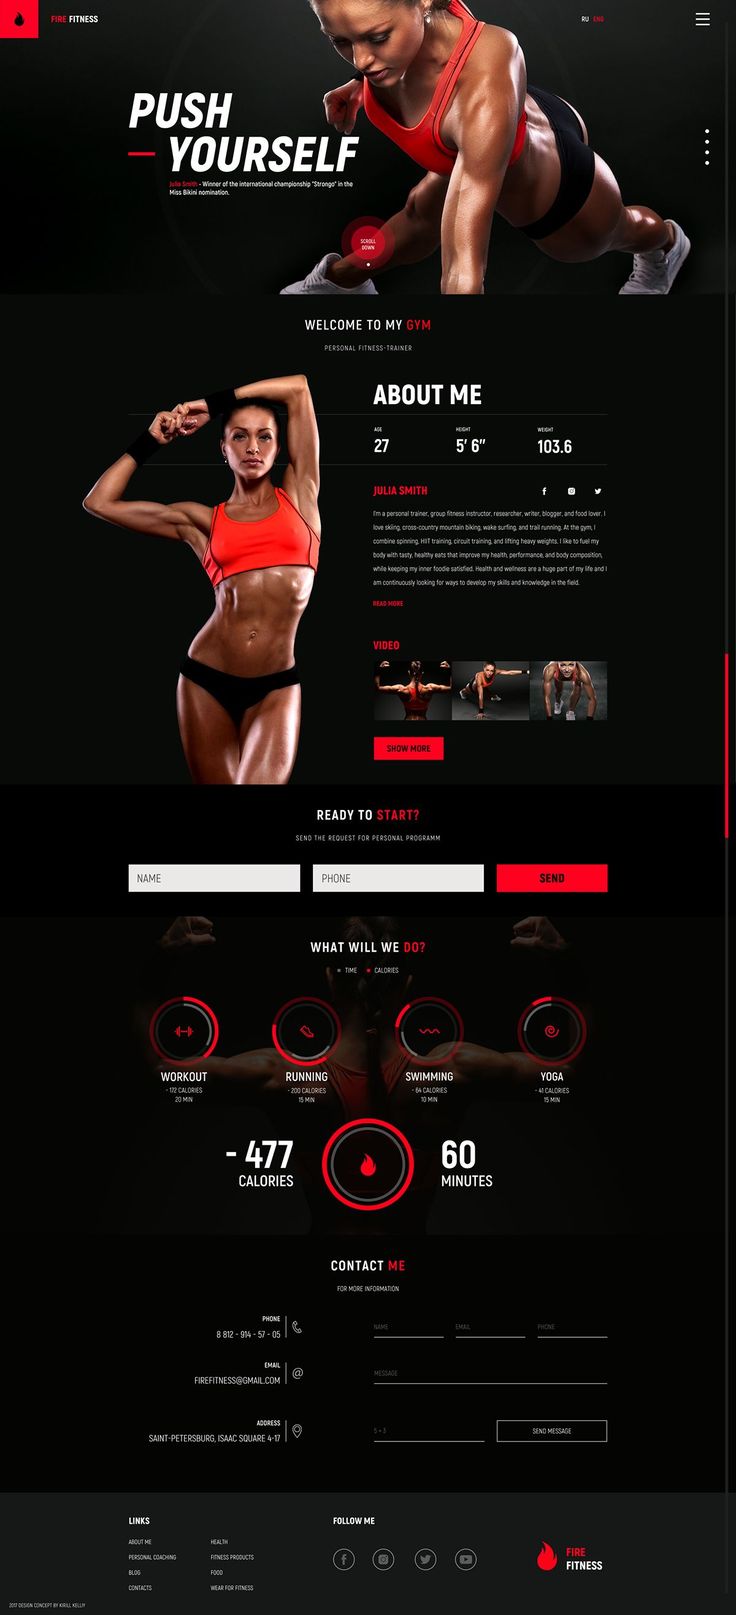 FIRE FITNESS
RU ENG
PUSH
YOURSELF
Julia Smith - Winner of the international championship "Strongo" in the
Miss Bikini nomination.
SCROLL
DOWN
WELCOME TO MY GYM
PERSONAL FITNESS-TRAINER
ABOUT ME
AGE
27
HEIGHT
5' 6"
WEIGHT
103.6
JULIA SMITH
I'm a personal trainer, group fitness instructor, researcher, writer, blogger, and food lover. I
love skiing, cross-country mountain biking, wake surfing, and trail running. At the gym, I
combine spinning, HIIT training, circuit training, and lifting heavy weights. I like to fuel my
body with tasty, healthy eats that improve my health, performance, and body composition,
while keeping my inner foodie satisfied. Health and wellness are a huge part of my life and I
am continuously looking for ways to develop my skills and knowledge in the field.
READ MORE
VIDEO
SHOW MORE
READY TO START?
SEND THE REQUEST FOR PERSONAL PROGRAMM
NAME
PHONE
SEND
WHAT WILL WE DO?
TIME
CALORIES
WORKOUT
- 172 CALORIES
20 MIN
RUNNING
- 200 CALORIES
15 MIN
SWIMMING
- 64 CALORIES
10 MIN
YOGA
- 41 CALORIES
15 MIN
- 477
CALORIES
60
MINUTES
CONTACT ME
FOR MORE INFORMATION
PHONE
8 812 - 914 - 57 - 05
EMAIL
FIREFITNESS@GMAIL.COM
ADDRESS
SAINT-PETERSBURG, ISAAC SQUARE 4-17
NAME
EMAIL
PHONE
MESSAGE
5 + 3
SEND MESSAGE
LINKS
ABOUT ME
PERSONAL COACHING
BLOG
CONTACTS
HEALTH
FITNESS PRODUCTS
FOOD
WEAR FOR FITNESS
FOLLOW ME
FIRE
FITNESS
2017 DESIGN CONCEPT BY KIRILL KELLIY